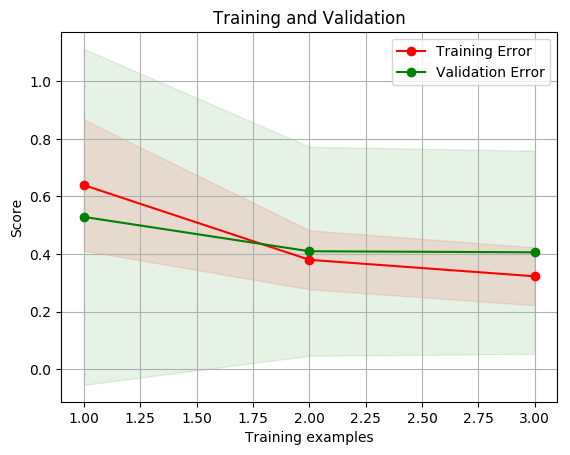 Training and Validation
Training Error
Validation Error
Score
1.0
0.8
0.6
0.4
0.2
0.0
1.00 1.25 1.50 1.75 2.00 2.25 2.50 2.75 3.00
Training examples